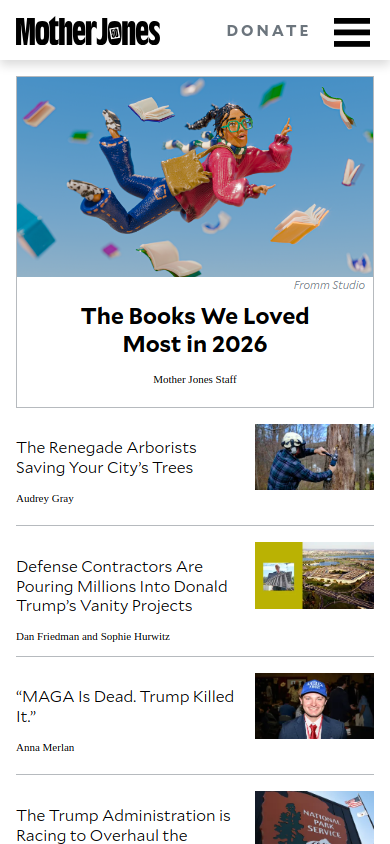 Mother Jones
DONATE
Fromm Studio
The Books We Loved
Most in 2026
Mother Jones Staff
The Renegade Arborists
Saving Your City’s Trees
Audrey Gray
Defense Contractors Are
Pouring Millions Into Donald
Trump’s Vanity Projects
Dan Friedman and Sophie Hurwitz
“MAGA Is Dead. Trump Killed
It.”
Anna Merlan
The Trump Administration is
Racing to Overhaul the
NATIONAL
PARK
SERVICE